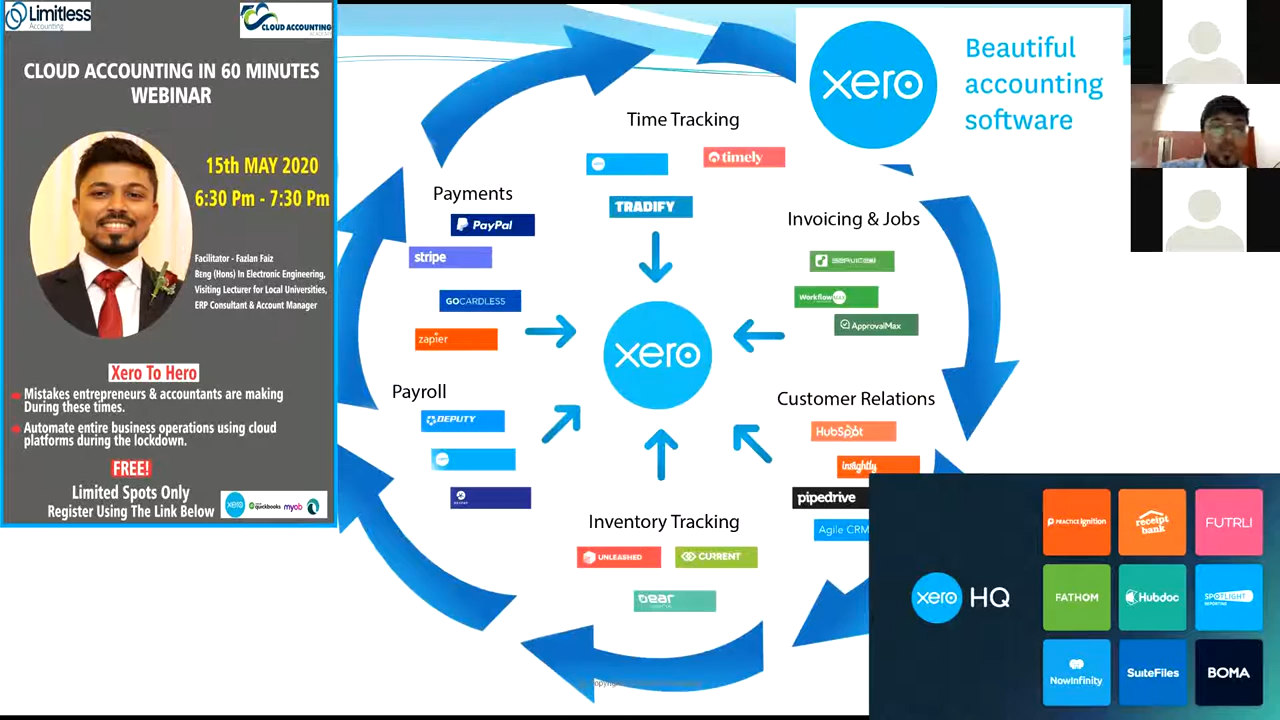 Limitless
Accounting
CLOUD ACCOUNTING
ACADEMY
CLOUD ACCOUNTING IN 60 MINUTES
WEBINAR
15th MAY 2020
6:30 Pm - 7:30 Pm
Facilitator - Fazlan Faiz
BEng (Hons) In Electronic Engineering,
Visiting Lecturer for Local Universities,
ERP Consultant & Account Manager
Xero To Hero
Mistakes entrepreneurs & accountants are making
During these times.
Automate entire business operations using cloud
platforms during the lockdown.
FREE!
Limited Spots Only
Register Using The Link Below
xero
quickbooks
myob
xero
Beautiful
accounting
software
Time Tracking
timely
TRADIFY
Payments
PayPal
stripe
GOCARDLESS
zapier
Invoicing & Jobs
WorkflowMAX
ApprovalMax
xero
Payroll
DEPUTY
Customer Relations
HubSpot
insightly
pipedrive
Agile CRM
Inventory Tracking
UNLEASHED
CURRENT
Dear
xero HQ
PRACTICE ignition
receipt
bank
FUTRLI
FATHOM
Hubdoc
SPOTLIGHT
REPORTING
NowInfinity
SuiteFiles
BOMA